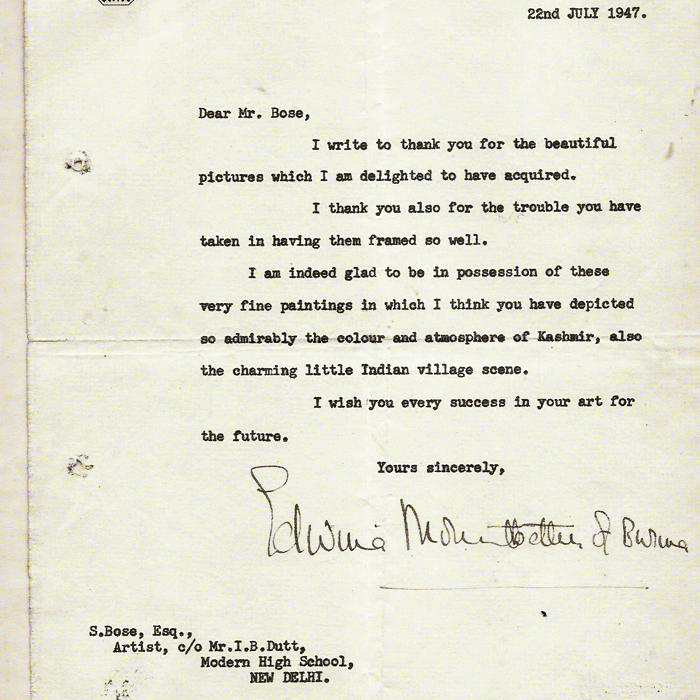 22nd JULY 1947.
Dear Mr. Bose,
I write to thank you for the beautiful
pictures which I am delighted to have acquired.
I thank you also for the trouble you have
taken in having them framed so well.
I am indeed glad to be in possession of these
very fine paintings in which I think you have depicted
so admirably the colour and atmosphere of Kashmir, also
the charming little Indian village scene.
I wish you every success in your art for
the future.
Yours sincerely,
Edwina Mountbatten of Burma
S.Bose, Esq.,
Artist, c/o Mr.I.B.Dutt,
Modern High School,
NEW DELHI.